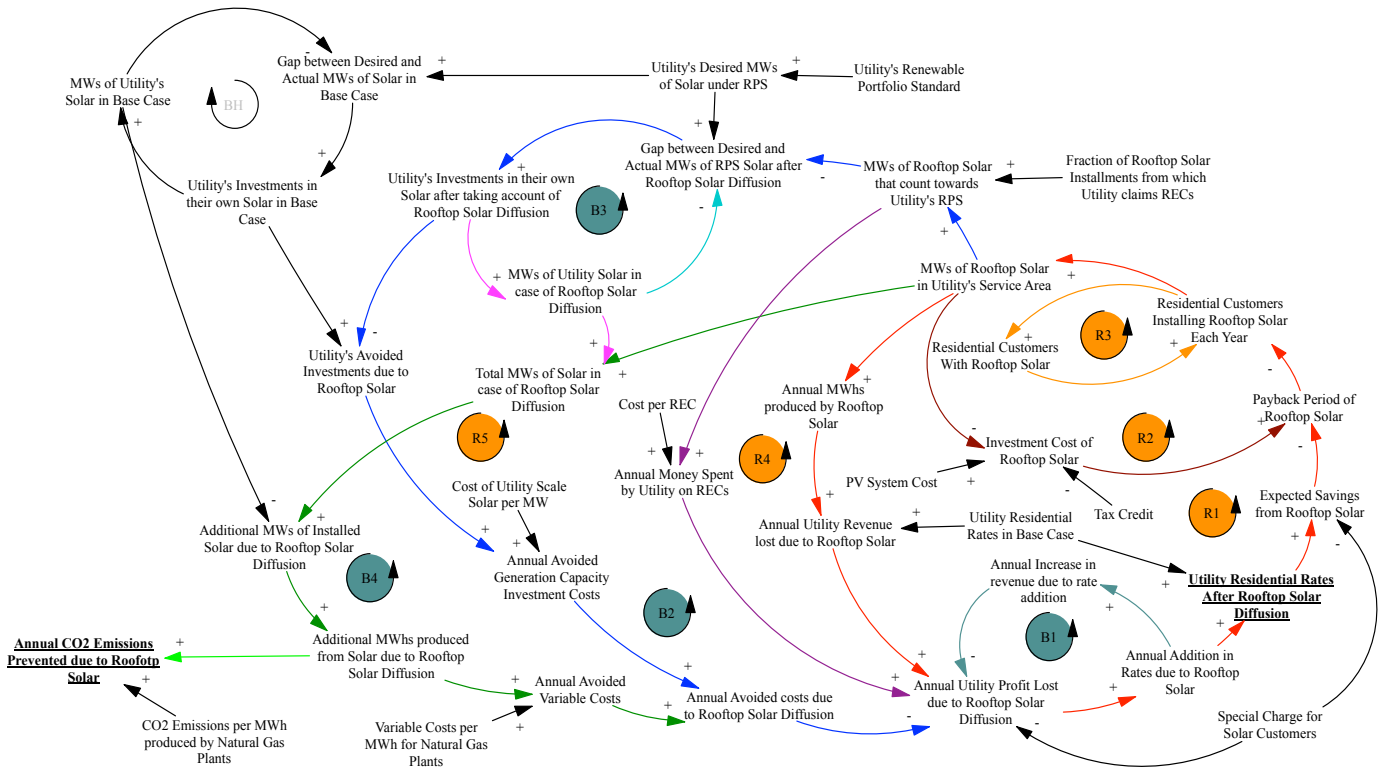 MWs of Utility's
Solar in Base Case
Gap between Desired and
Actual MWs of Solar in
Base Case
Utility's Desired MWs
of Solar under RPS
Utility's Renewable
Portfolio Standard
BH
Utility's Investments in
their own Solar in Base
Case
Utility's Investments in their own
Solar after taking account of
Rooftop Solar Diffusion
Gap between Desired and
Actual MWs of RPS Solar after
Rooftop Solar Diffusion
MWs of Rooftop Solar
that count towards
Utility's RPS
Fraction of Rooftop Solar
Installments from which
Utility claims RECs
B3
MWs of Utility Solar in
case of Rooftop Solar
Diffusion
MWs of Rooftop Solar
in Utility's Service Area
Residential Customers
Installing Rooftop Solar
Each Year
R3
Residential Customers
With Rooftop Solar
Utility's Avoided
Investments due to
Rooftop Solar
Total MWs of Solar in
case of Rooftop Solar
Diffusion
Cost per REC
Annual MWhs
produced by Rooftop
Solar
Payback Period of
Rooftop Solar
R5
R4
R2
Investment Cost of
Rooftop Solar
Annual Money Spent
by Utility on RECs
PV System Cost
Tax Credit
Cost of Utility Scale
Solar per MW
R1
Expected Savings
from Rooftop Solar
Additional MWs of Installed
Solar due to Rooftop Solar
Diffusion
Annual Utility Revenue
lost due to Rooftop Solar
Utility Residential
Rates in Base Case
B4
Annual Avoided
Generation Capacity
Investment Costs
Annual Increase in
revenue due to rate
addition
Utility Residential Rates
After Rooftop Solar
Diffusion
B2
B1
Annual CO2 Emissions
Prevented due to Roofotp
Solar
Additional MWhs produced
from Solar due to Rooftop
Solar Diffusion
Annual Avoided
Variable Costs
Annual Avoided costs due
to Rooftop Solar Diffusion
Annual Utility Profit Lost
due to Rooftop Solar
Diffusion
Annual Addition in
Rates due to Rooftop
Solar
CO2 Emissions per MWh
produced by Natural Gas
Plants
Variable Costs per
MWh for Natural Gas
Plants
Special Charge for
Solar Customers